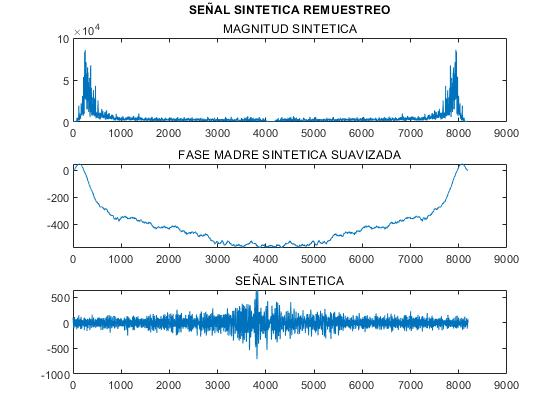 SEÑAL SINTETICA REMUESTREO
MAGNITUD SINTETICA
×10⁴
10
5
0
0 1000 2000 3000 4000 5000 6000 7000 8000 9000
FASE MADRE SINTETICA SUAVIZADA
0
-200
-400
0 1000 2000 3000 4000 5000 6000 7000 8000 9000
SEÑAL SINTETICA
500
0
-500
-1000
0 1000 2000 3000 4000 5000 6000 7000 8000 9000